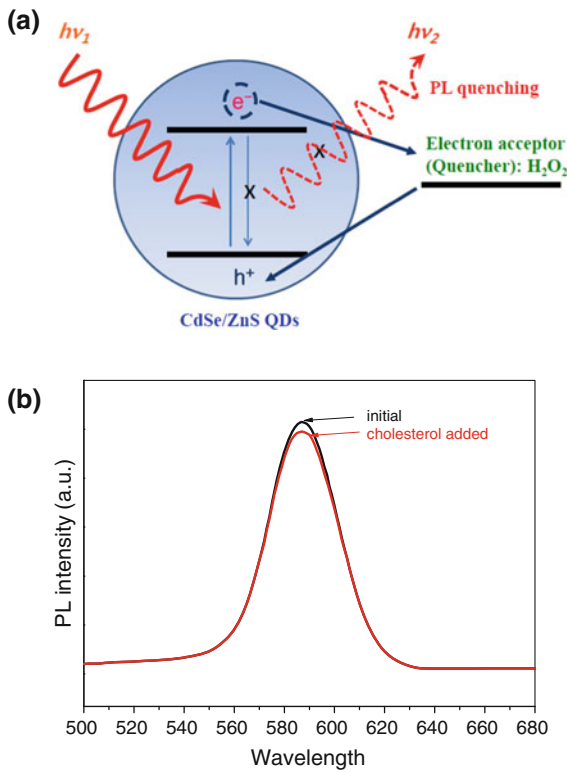 (a)
hν₁
hν₂
e⁻
PL quenching
X
Electron acceptor
(Quencher): H₂O₂
X
h⁺
CdSe/ZnS QDs
(b)
initial
cholesterol added
PL intensity (a.u.)
500 520 540 560 580 600 620 640 660 680
Wavelength